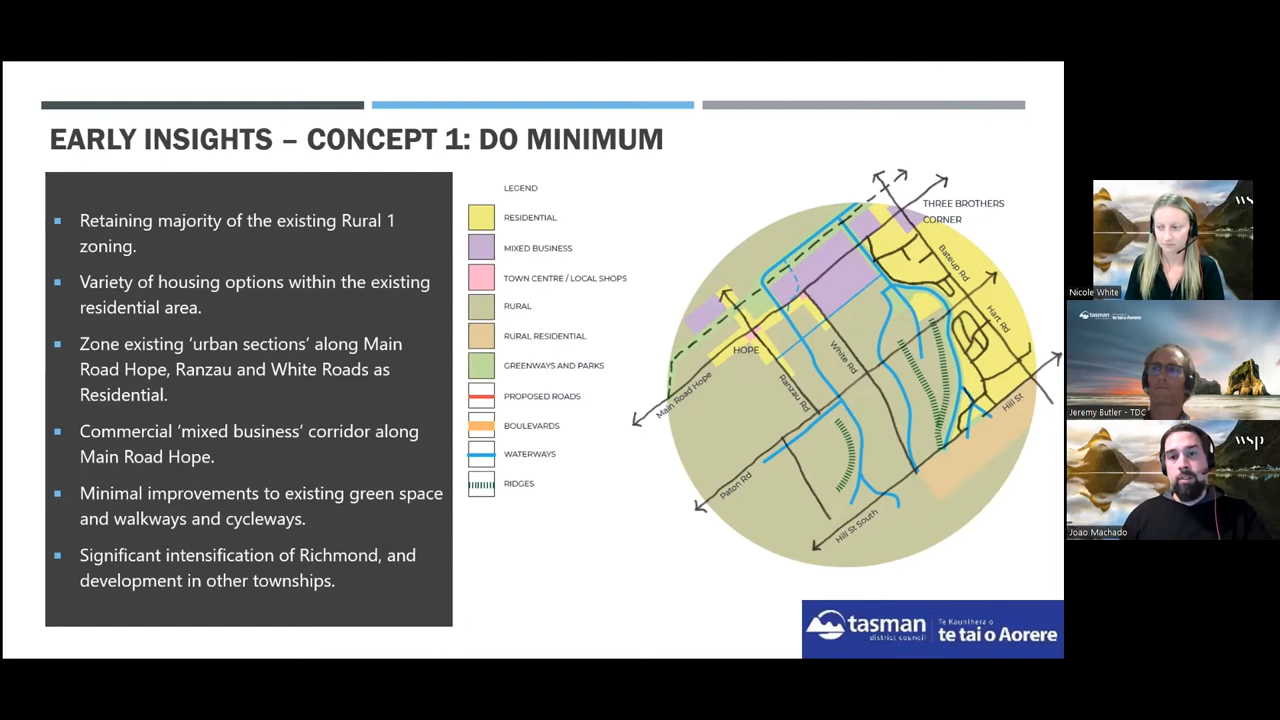 EARLY INSIGHTS – CONCEPT 1: DO MINIMUM
Retaining majority of the existing Rural 1
zoning.
Variety of housing options within the existing
residential area.
Zone existing ‘urban sections’ along Main
Road Hope, Ranzau and White Roads as
Residential.
Commercial ‘mixed business’ corridor along
Main Road Hope.
Minimal improvements to existing green space
and walkways and cycleways.
Significant intensification of Richmond, and
development in other townships.
LEGEND
RESIDENTIAL
MIXED BUSINESS
TOWN CENTRE / LOCAL SHOPS
RURAL
RURAL RESIDENTIAL
GREENWAYS AND PARKS
PROPOSED ROADS
BOULEVARDS
WATERWAYS
RIDGES
THREE BROTHERS
CORNER
Bateup Rd
Hart Rd
HOPE
White Rd
Main Road Hope
Ranzau Rd
Hill St
Paton Rd
Hill St South
tasman
district council
Te Kaunihera o
te tai o Aorere
Nicole White
tasman
te tai o Aorere
Jeremy Butler - TDC
wsp
Joao Machado